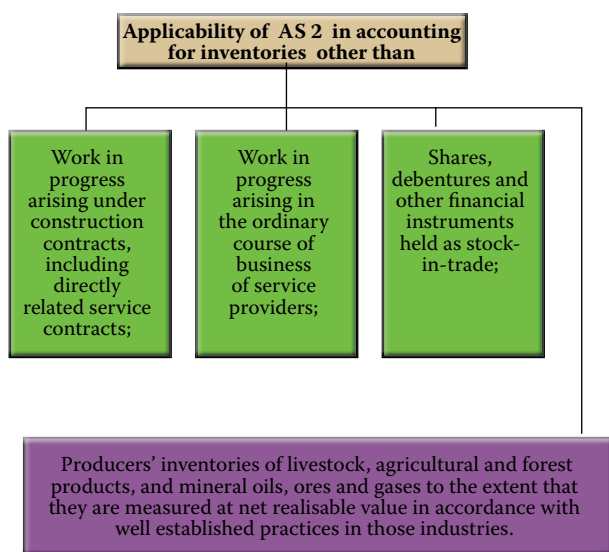 Applicability of AS 2 in accounting
for inventories other than
Work in
progress
arising under
construction
contracts,
including
directly
related service
contracts;
Work in
progress
arising in
the ordinary
course of
business
of service
providers;
Shares,
debentures and
other financial
instruments
held as stock-
in-trade;
Producers’ inventories of livestock, agricultural and forest
products, and mineral oils, ores and gases to the extent that
they are measured at net realisable value in accordance with
well established practices in those industries.